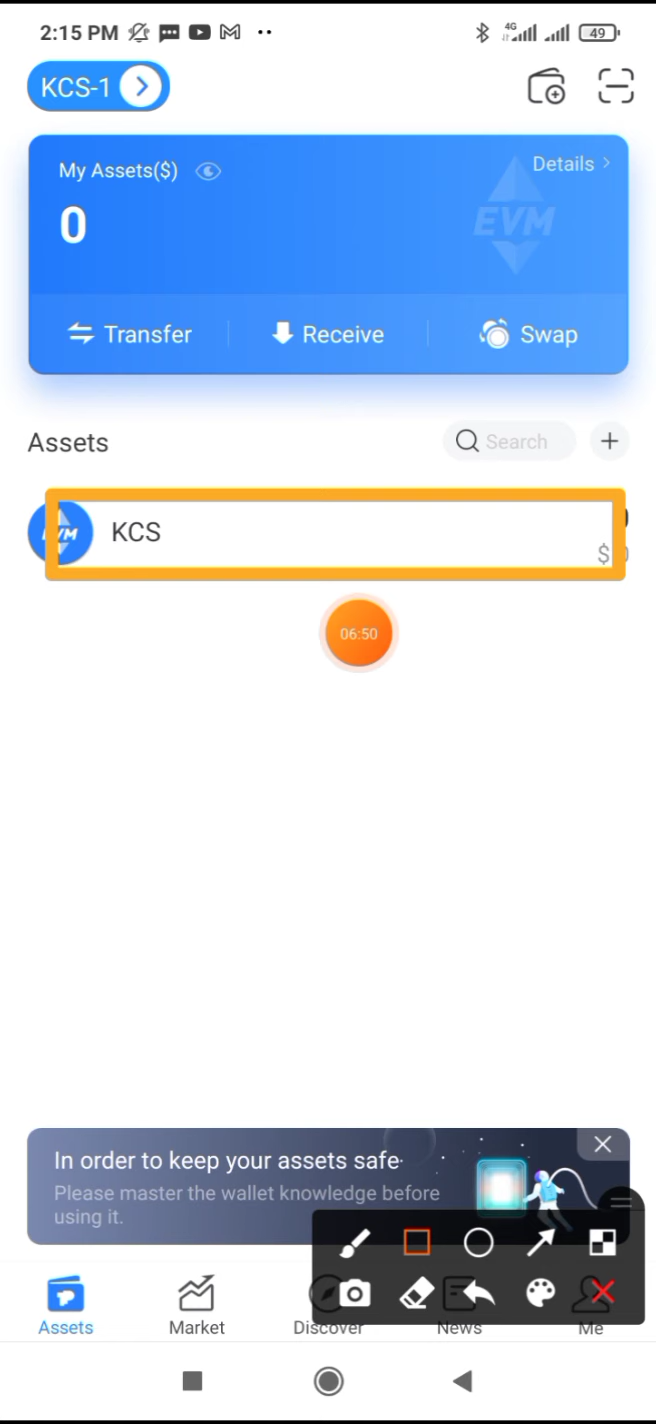 2:15 PM
4G
49
KCS-1
My Assets($)
Details >
0
EVM
Transfer
Receive
Swap
Assets
Search
KCS
$
06:50
In order to keep your assets safe
Please master the wallet knowledge before
using it.
Assets
Market
Discover
News
Me